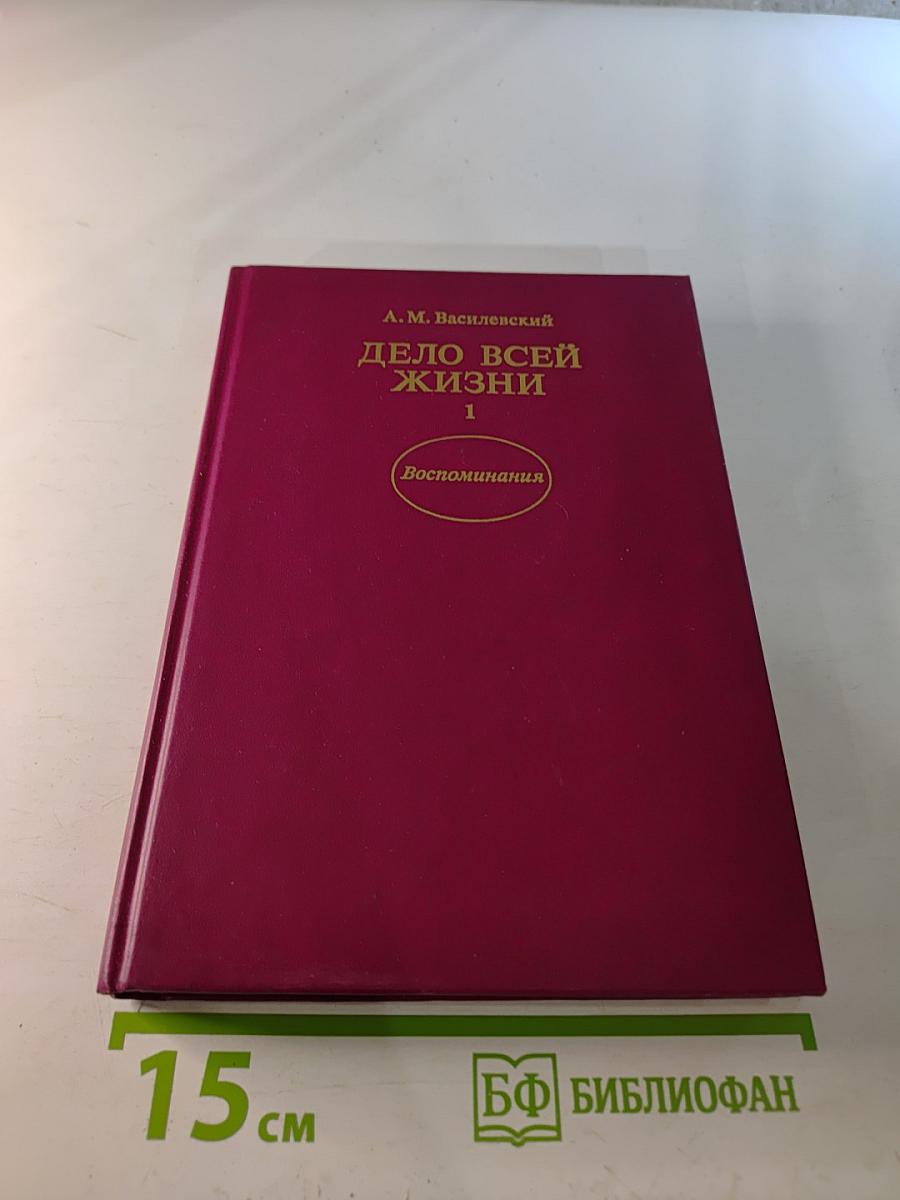 А. М. Василевский
ДЕЛО ВСЕЙ
ЖИЗНИ
1
Воспоминания
15 см
БФ БИБЛИОФАН